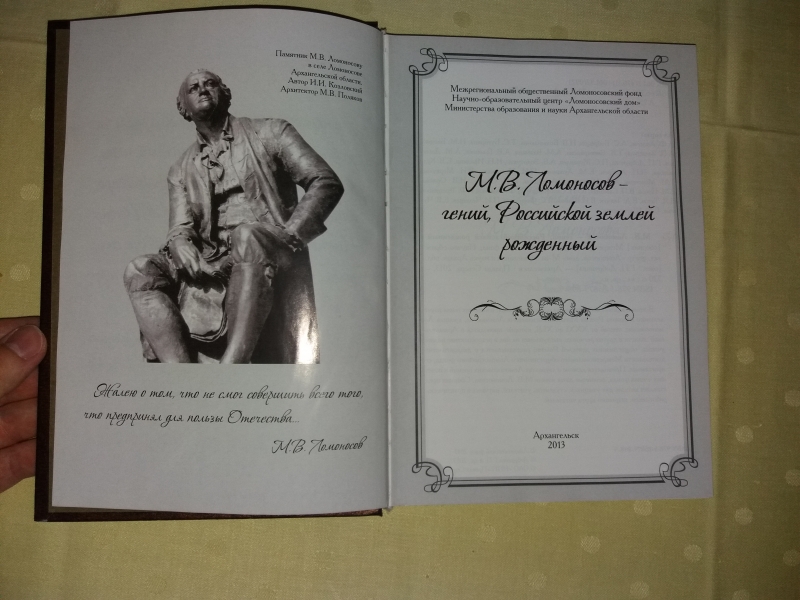 Памятник М.В. Ломоносову
в селе Ломоносово
Архангельской области.
Автор И.И. Козловский
Архитектор М.В. Поляков
Жалею о том, что не смог совершить всего того,
что предпринял для пользы Отечества...
М.В. Ломоносов
Межрегиональный общественный Ломоносовский фонд
Научно-образовательный центр «Ломоносовский дом»
Министерства образования и науки Архангельской области
М.В. Ломоносов –
гений, Российской землей
рожденный
Архангельск
2013